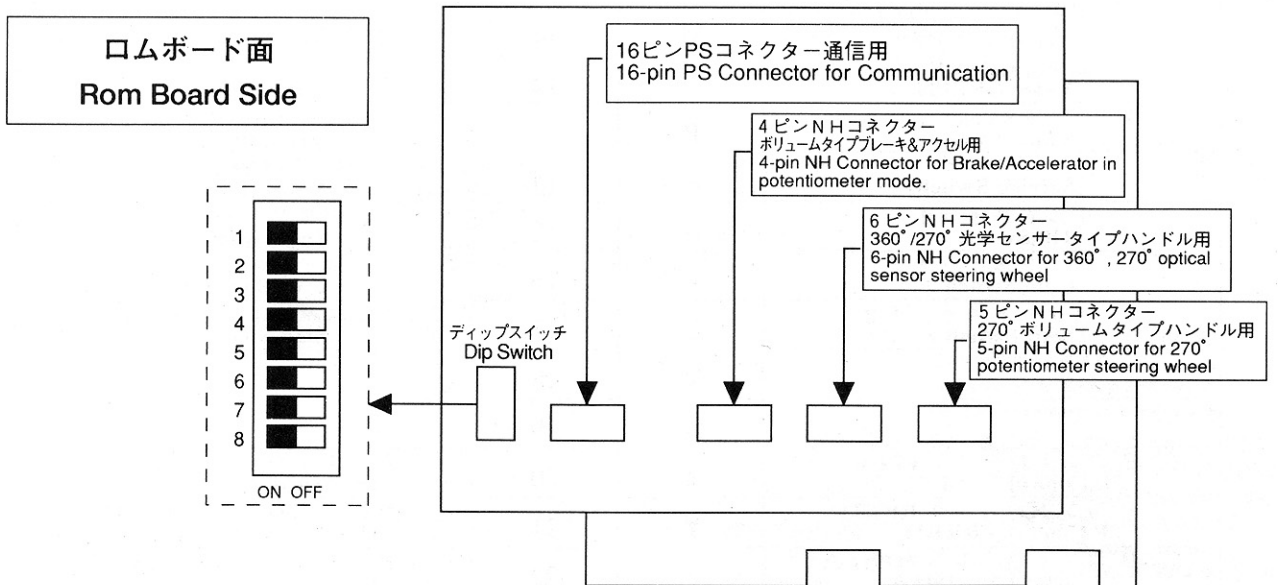 ロムボード面
Rom Board Side
16ピンPSコネクター通信用
16-pin PS Connector for Communication
4ピンNHコネクター
ボリュームタイプブレーキ&アクセル用
4-pin NH Connector for Brake/Accelerator in
potentiometer mode.
6ピンNHコネクター
360°/270° 光学センサータイプハンドル用
6-pin NH Connector for 360° , 270° optical
sensor steering wheel
5ピンNHコネクター
270° ボリュームタイプハンドル用
5-pin NH Connector for 270°
potentiometer steering wheel
ディップスイッチ
Dip Switch
1
2
3
4
5
6
7
8
ON OFF